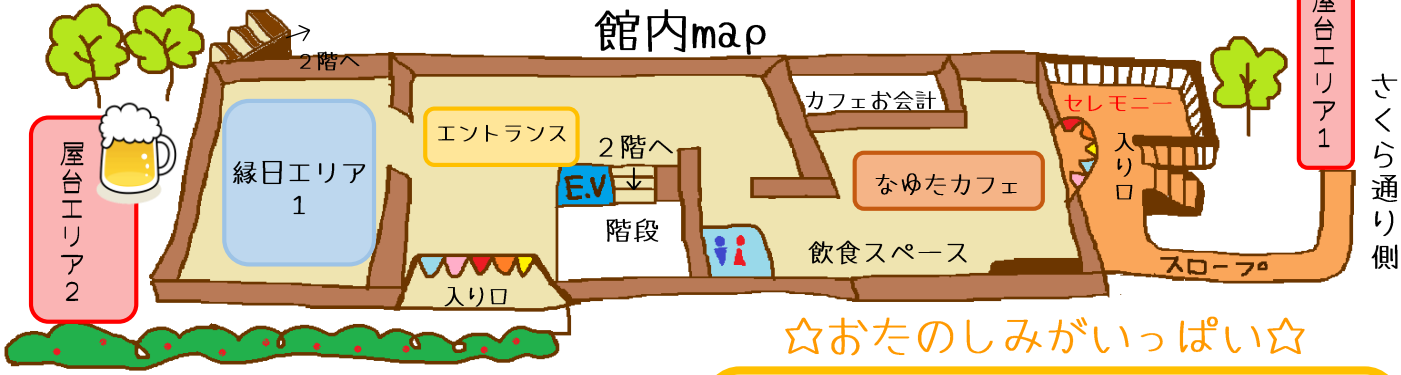 館内map
２階へ
縁日エリア
1
エントランス
２階へ
E.V
階段
入り口
カフェお会計
なゆたカフェ
飲食スペース
セレモニー
入り口
スロープ
屋台エリア1
さくら通り側
屋台エリア２
☆おたのしみがいっぱい☆